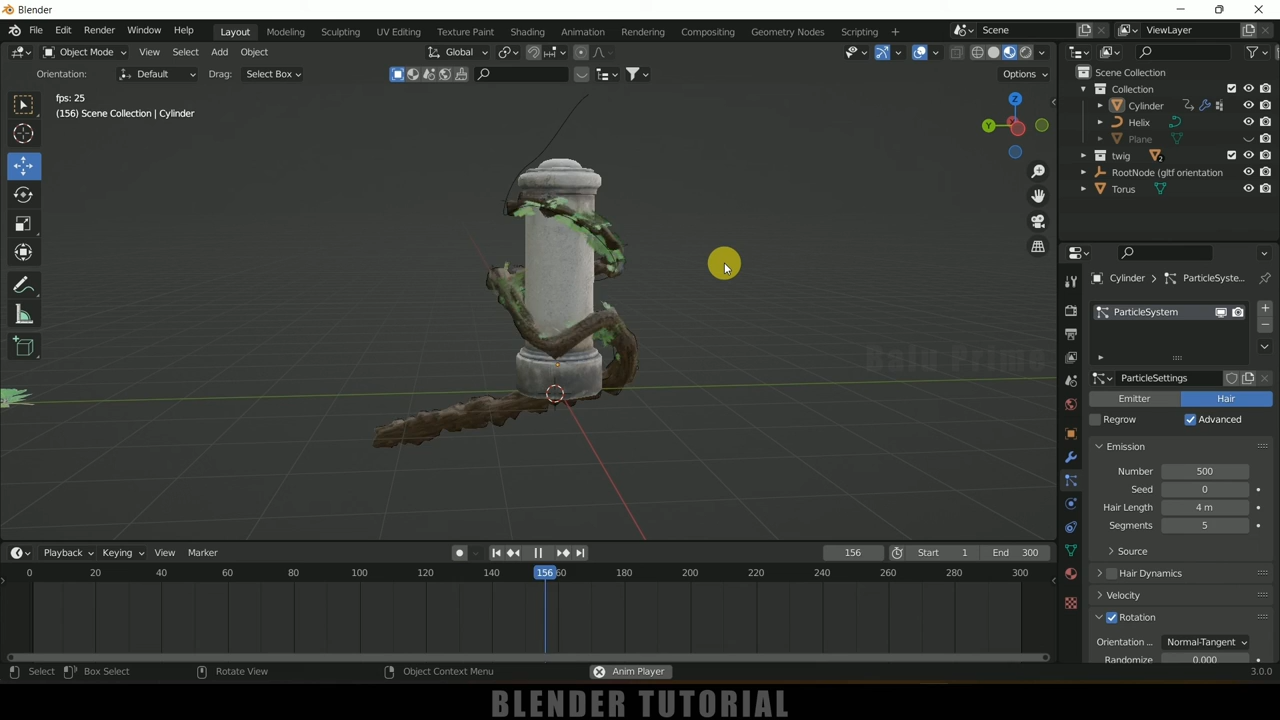 Blender
File Edit Render Window Help Layout Modeling Sculpting UV Editing Texture Paint Shading Animation Rendering Compositing Geometry Nodes Scripting + Scene ViewLayer
Object Mode View Select Add Object Global
Orientation: Default Drag: Select Box Options
fps: 25
(156) Scene Collection | Cylinder
Z
Y
Scene Collection
Collection
Cylinder
Helix
Plane
twig 2
RootNode (gltf orientation
Torus
Cylinder > ParticleSyste...
ParticleSystem
ParticleSettings
Emitter Hair
Regrow Advanced
Emission
Number 500
Seed 0
Hair Length 4 m
Segments 5
Source
Hair Dynamics
Velocity
Rotation
Orientation ... Normal-Tangent
Randomize 0.000
Balu Prime
Playback Keying View Marker 156 Start 1 End 300
0 20 40 60 80 100 120 140 156 60 180 200 220 240 260 280 300
Select Box Select Rotate View Object Context Menu Anim Player 3.0.0
BLENDER TUTORIAL